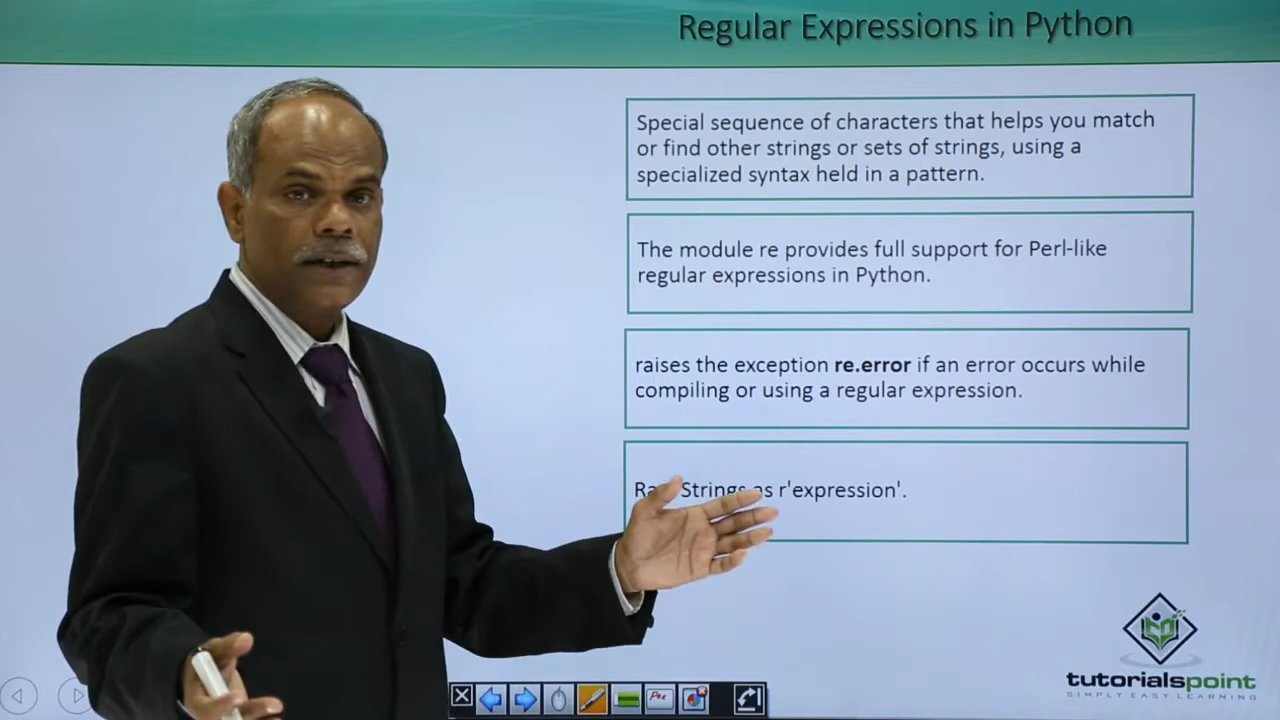 Regular Expressions in Python
Special sequence of characters that helps you match
or find other strings or sets of strings, using a
specialized syntax held in a pattern.
The module re provides full support for Perl-like
regular expressions in Python.
raises the exception re.error if an error occurs while
compiling or using a regular expression.
Strings as r'expression'.
tutorialspoint
SIMPLY EASY LEARNING